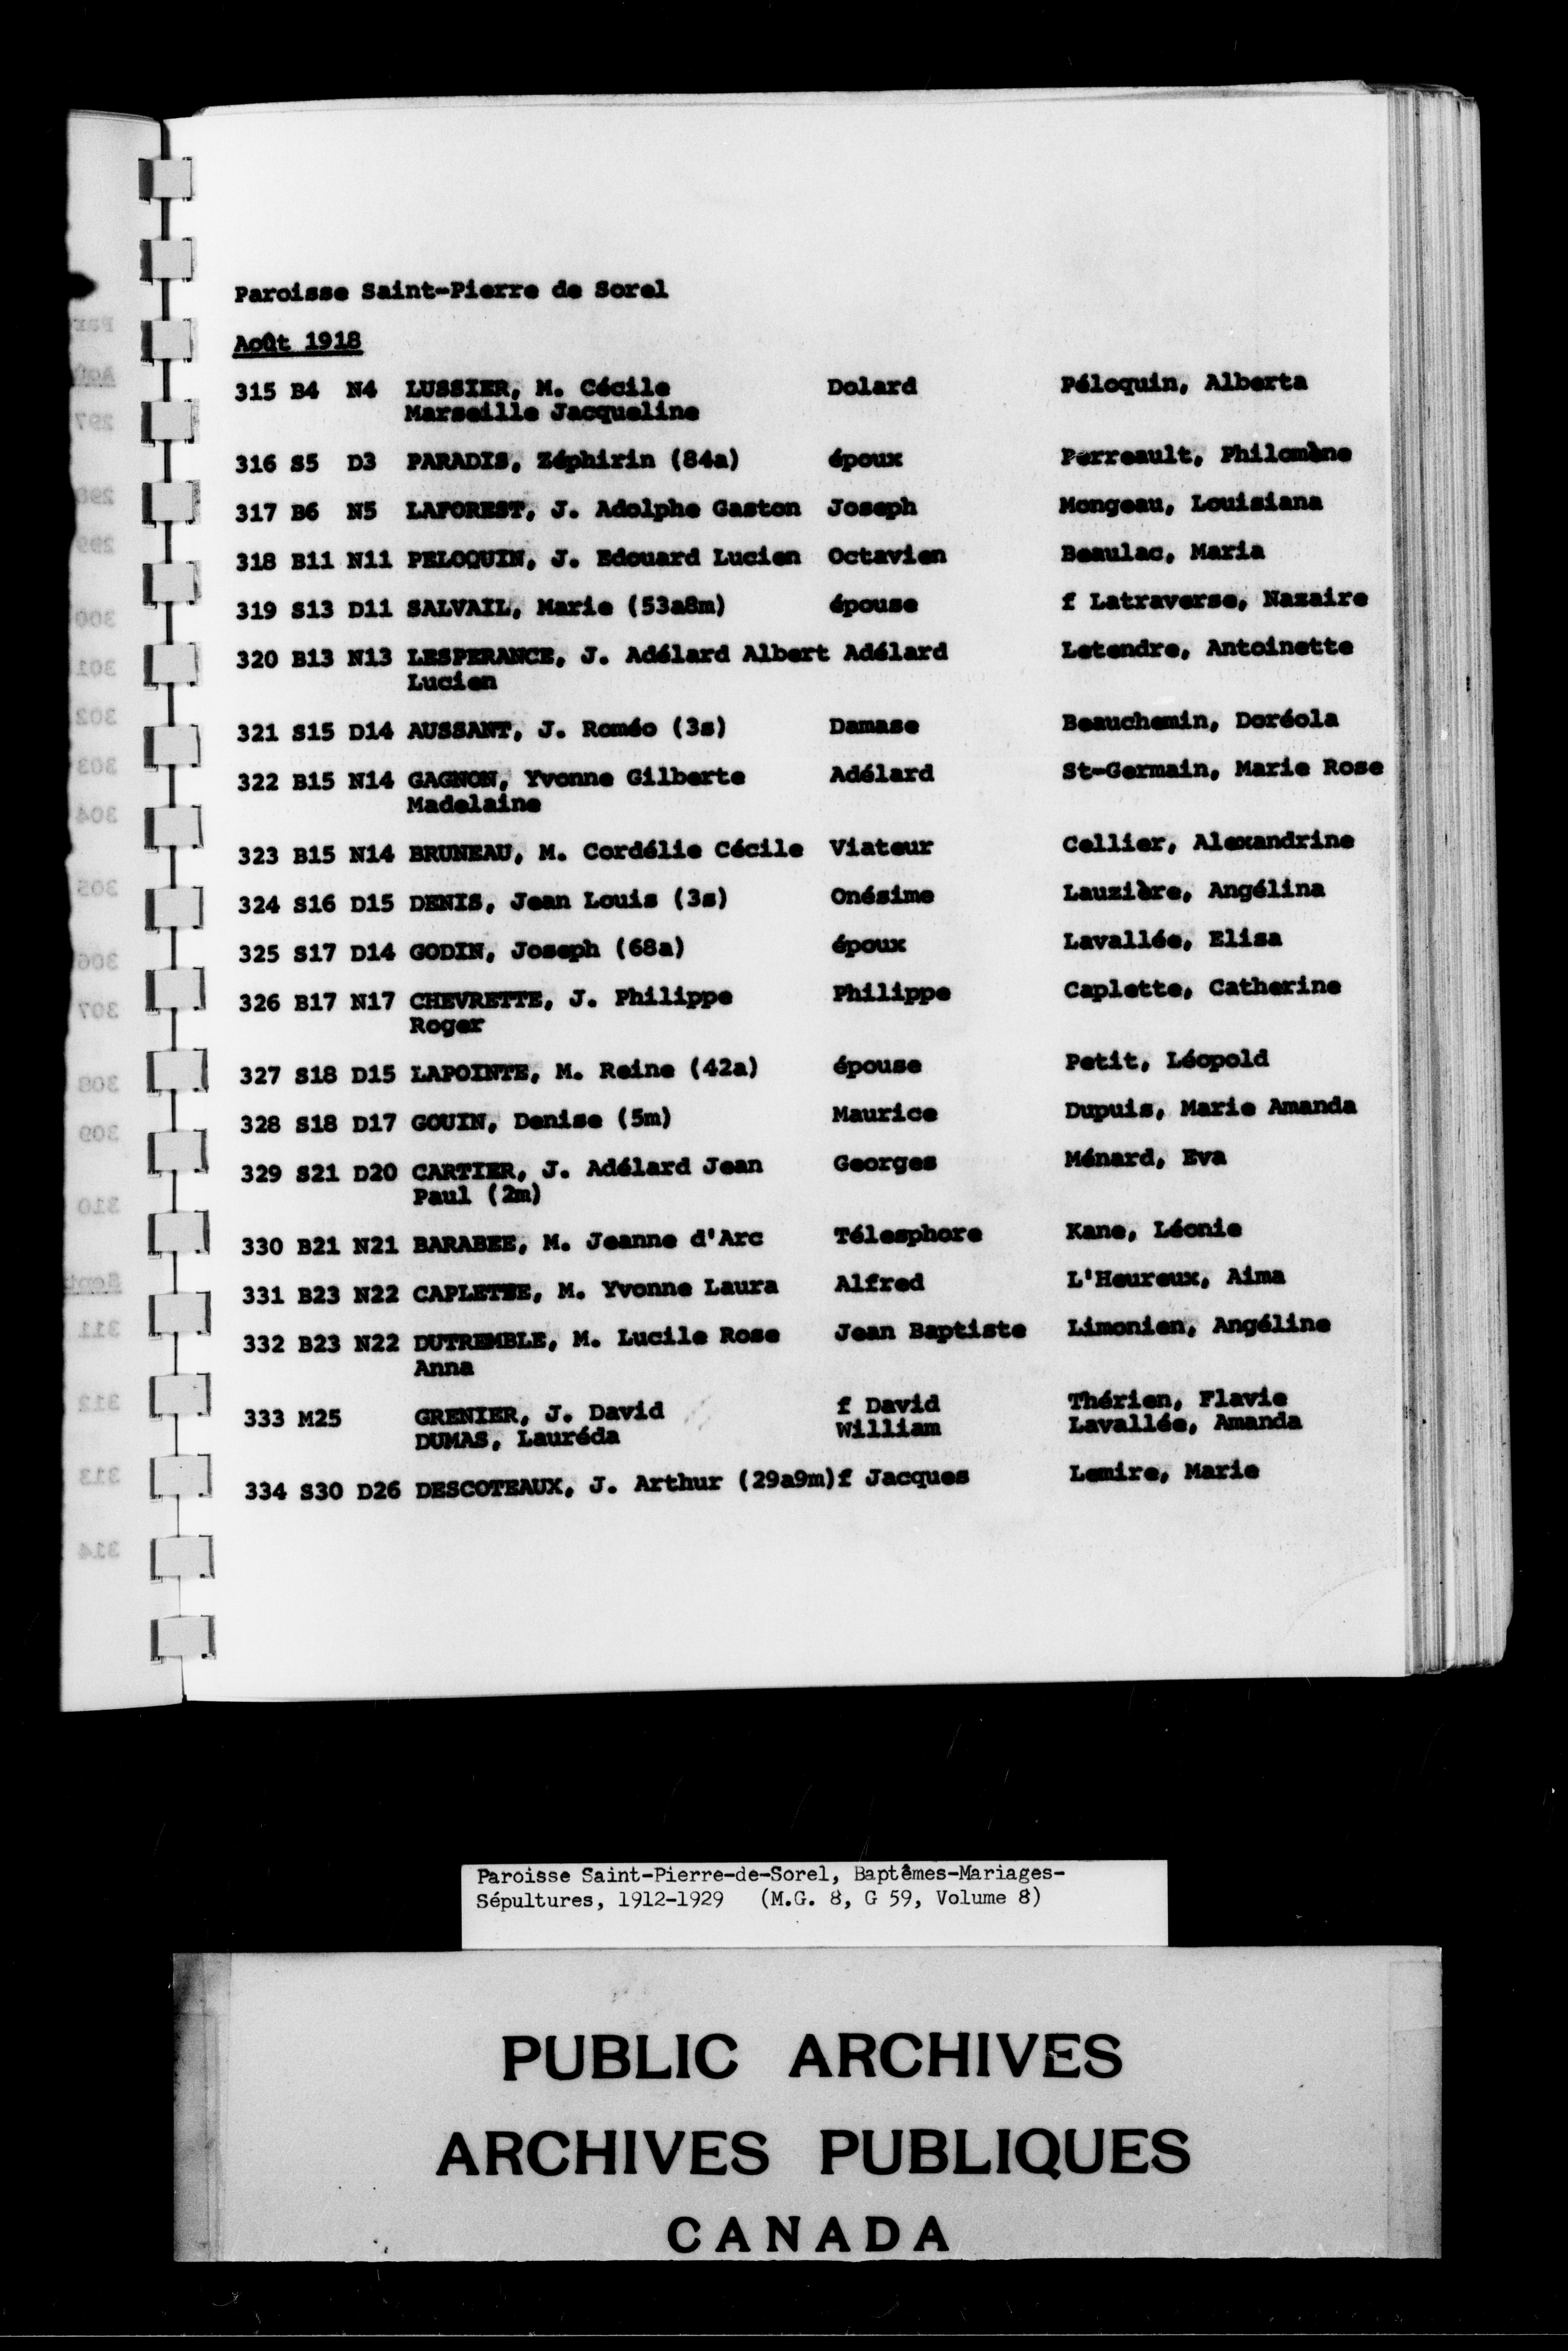 Paroisse Saint-Pierre de Sorel
Août 1918
315 B4 N4 LUSSIER, M. Cécile Dolard Péloquin, Alberta
Marseille Jacqueline
316 S5 D3 PARADIS, Zéphirin (84a) époux Perreault, Philomène
317 B6 N5 LAFOREST, J. Adolphe Gaston Joseph Mongeau, Louisiana
318 B11 N11 PELOQUIN, J. Edouard Lucien Octavien Beaulac, Maria
319 S13 D11 SALVAIL, Marie (53a8m) épouse f Latraverse, Nazaire
320 B13 N13 LESPERANCE, J. Adélard Albert Adélard Letendre, Antoinette
Lucien
321 S15 D14 AUSSANT, J. Roméo (3s) Damase Beauchemin, Doréola
322 B15 N14 GAGNON, Yvonne Gilberte Adélard St-Germain, Marie Rose
Madelaine
323 B15 N14 BRUNEAU, M. Cordélie Cécile Viateur Cellier, Alexandrine
324 S16 D15 DENIS, Jean Louis (3s) Onésime Lauzière, Angélina
325 S17 D14 GODIN, Joseph (68a) époux Lavallée, Elisa
326 B17 N17 CHEVRETTE, J. Philippe Philippe Caplette, Catherine
Roger
327 S18 D15 LAPOINTE, M. Reine (42a) épouse Petit, Léopold
328 S18 D17 GOUIN, Denise (5m) Maurice Dupuis, Marie Amanda
329 S21 D20 CARTIER, J. Adélard Jean Georges Ménard, Eva
Paul (2m)
330 B21 N21 BARABEE, M. Jeanne d'Arc Télesphore Kane, Léonie
331 B23 N22 CAPLETTE, M. Yvonne Laura Alfred L'Heureux, Aima
332 B23 N22 DUTREMBLE, M. Lucile Rose Jean Baptiste Limonien, Angéline
Anna
333 M25 GRENIER, J. David f David Thérien, Flavie
DUMAS, Lauréda William Lavallée, Amanda
334 S30 D26 DESCOTEAUX, J. Arthur (29a9m)f Jacques Lemire, Marie
Paroisse Saint-Pierre-de-Sorel, Baptêmes-Mariages-
Sépultures, 1912-1929 (M.G. 8, G 59, Volume 8)
PUBLIC ARCHIVES
ARCHIVES PUBLIQUES
CANADA